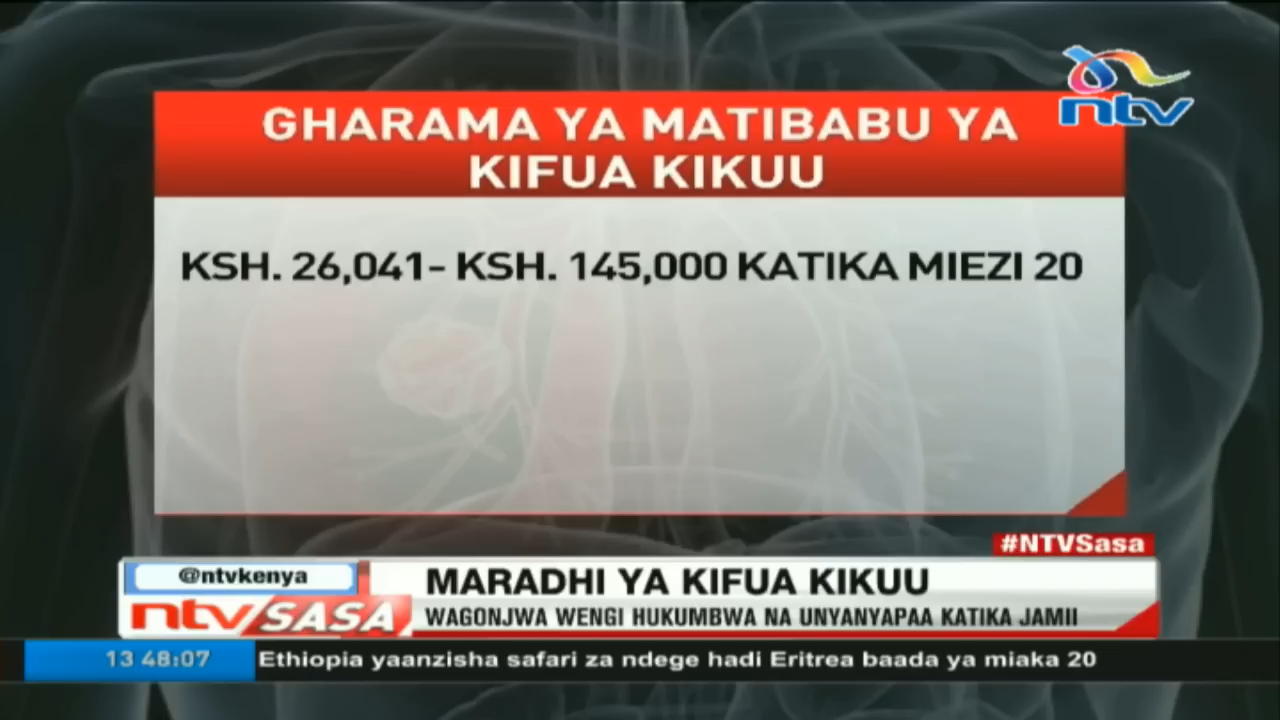 ntv
GHARAMA YA MATIBABU YA
KIFUA KIKUU
KSH. 26,041- KSH. 145,000 KATIKA MIEZI 20
#NTVSasa
@ntvkenya
ntv SASA
MARADHI YA KIFUA KIKUU
WAGONJWA WENGI HUKUMBWA NA UNYANYAPAA KATIKA JAMII
13 48:07
Ethiopia yaanzisha safari za ndege hadi Eritrea baada ya miaka 20